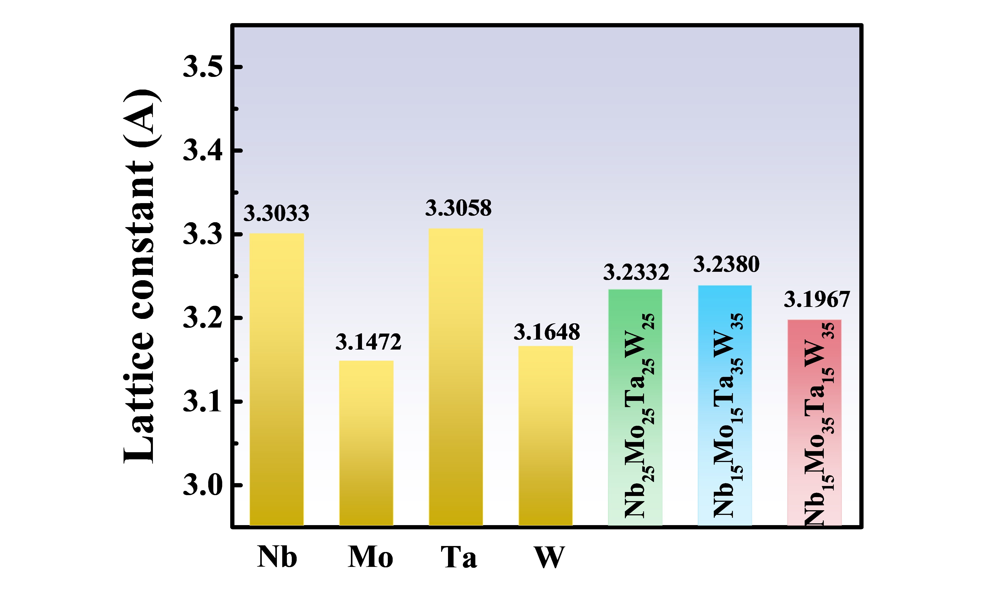 Lattice constant (A)
3.5
3.4
3.3
3.2
3.1
3.0
3.3033
3.1472
3.3058
3.1648
3.2332
3.2380
3.1967
Nb₂₅Mo₂₅Ta₂₅W₂₅
Nb₁₅Mo₁₅Ta₃₅W₃₅
Nb₁₅Mo₃₅Ta₁₅W₃₅
Nb
Mo
Ta
W